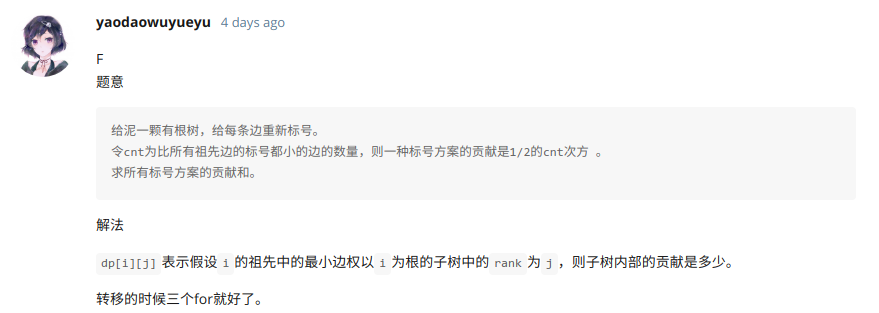 yaodaowuyueyu 4 days ago
F
题意
给泥一颗有根树，给每条边重新标号。
令cnt为比所有祖先边的标号都小的边的数量，则一种标号方案的贡献是1/2的cnt次方 。
求所有标号方案的贡献和。
解法
dp[i][j] 表示假设 i 的祖先中的最小边权以 i 为根的子树中的 rank 为 j ，则子树内部的贡献是多少。
转移的时候三个for就好了。